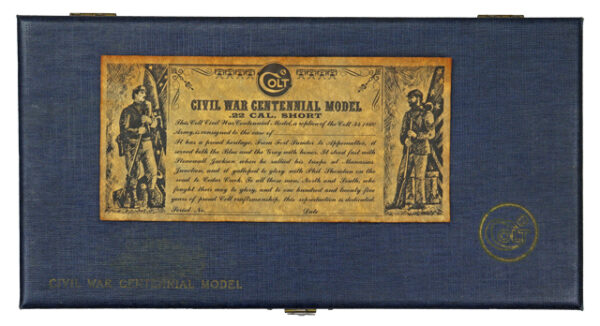 COLT
CIVIL WAR CENTENNIAL MODEL
.22 CAL. SHORT
This Colt Civil War Centennial Model, a replica of the Colt .44 1860
Army, is consigned to the care of
It has a proud heritage. From Fort Sumter to Appomattox, it
served both the Blue and the Gray with honor. It stood fast with
Stonewall Jackson when he rallied his troops at Manassas
Junction, and it galloped to glory with Phil Sheridan on the
road to Cedar Creek. To all these men, North and South, who
fought their way to glory, and to one hundred and twenty five
years of proud Colt craftsmanship, this reproduction is dedicated.
Serial No. Date
COLT
CIVIL WAR CENTENNIAL MODEL